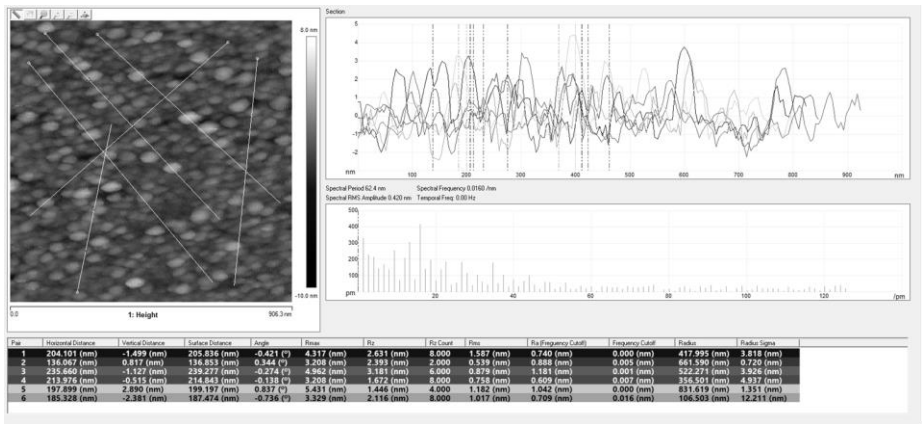 Section
8.0 nm
-10.0 nm
0.0 1: Height 906.3 nm
5
4
3
2
1
0
-1
-2
nm 100 200 300 400 500 600 700 800 900 nm
Spectral Period 62.4 nm Spectral Frequency 0.0160 /nm
Spectral RMS Amplitude 0.420 nm Temporal Freq: 0.00 Hz
500
400
300
200
100
pm 20 40 60 80 100 120 /pm
Pair Horizontal Distance Vertical Distance Surface Distance Angle Rmax Rz Rz Count Rms Ra (Frequency Cutoff) Frequency Cutoff Radius Radius Sigma
1 204.101 (nm) -1.499 (nm) 205.836 (nm) -0.421 (°) 4.317 (nm) 2.631 (nm) 8.000 1.587 (nm) 0.740 (nm) 0.000 (nm) 417.995 (nm) 3.818 (nm)
2 136.067 (nm) 0.817 (nm) 136.853 (nm) 0.344 (°) 3.208 (nm) 2.393 (nm) 2.000 0.539 (nm) 0.888 (nm) 0.005 (nm) 661.590 (nm) 0.720 (nm)
3 235.660 (nm) -1.127 (nm) 239.277 (nm) -0.274 (°) 4.962 (nm) 3.181 (nm) 6.000 0.879 (nm) 1.181 (nm) 0.001 (nm) 522.271 (nm) 3.926 (nm)
4 213.976 (nm) -0.515 (nm) 214.843 (nm) -0.138 (°) 3.208 (nm) 1.672 (nm) 8.000 0.758 (nm) 0.609 (nm) 0.007 (nm) 356.501 (nm) 4.937 (nm)
5 197.899 (nm) 2.890 (nm) 199.197 (nm) 0.837 (°) 5.431 (nm) 1.446 (nm) 4.000 1.182 (nm) 1.042 (nm) 0.000 (nm) 831.619 (nm) 1.351 (nm)
6 185.328 (nm) -2.381 (nm) 187.474 (nm) -0.736 (°) 3.329 (nm) 2.116 (nm) 8.000 1.017 (nm) 0.709 (nm) 0.016 (nm) 106.503 (nm) 12.211 (nm)